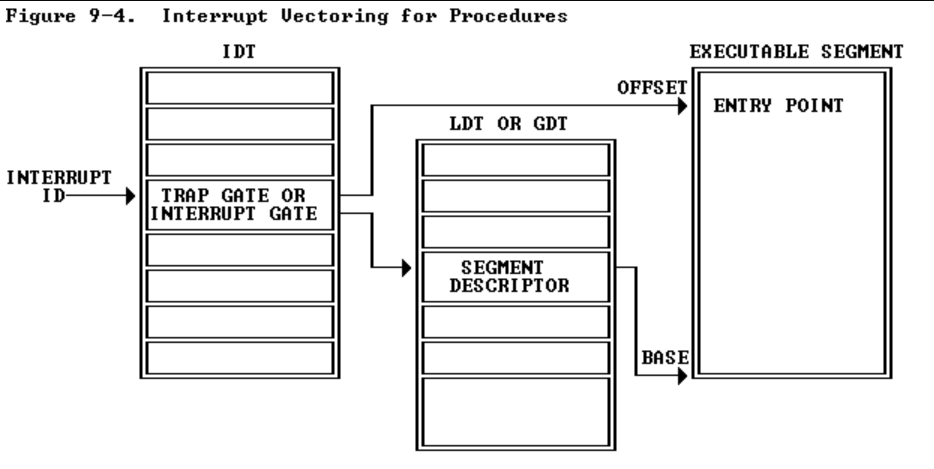 Figure 9-4.  Interrupt Vectoring for Procedures
IDT
EXECUTABLE SEGMENT
OFFSET
ENTRY POINT
LDT OR GDT
INTERRUPT
ID
TRAP GATE OR
INTERRUPT GATE
SEGMENT
DESCRIPTOR
BASE